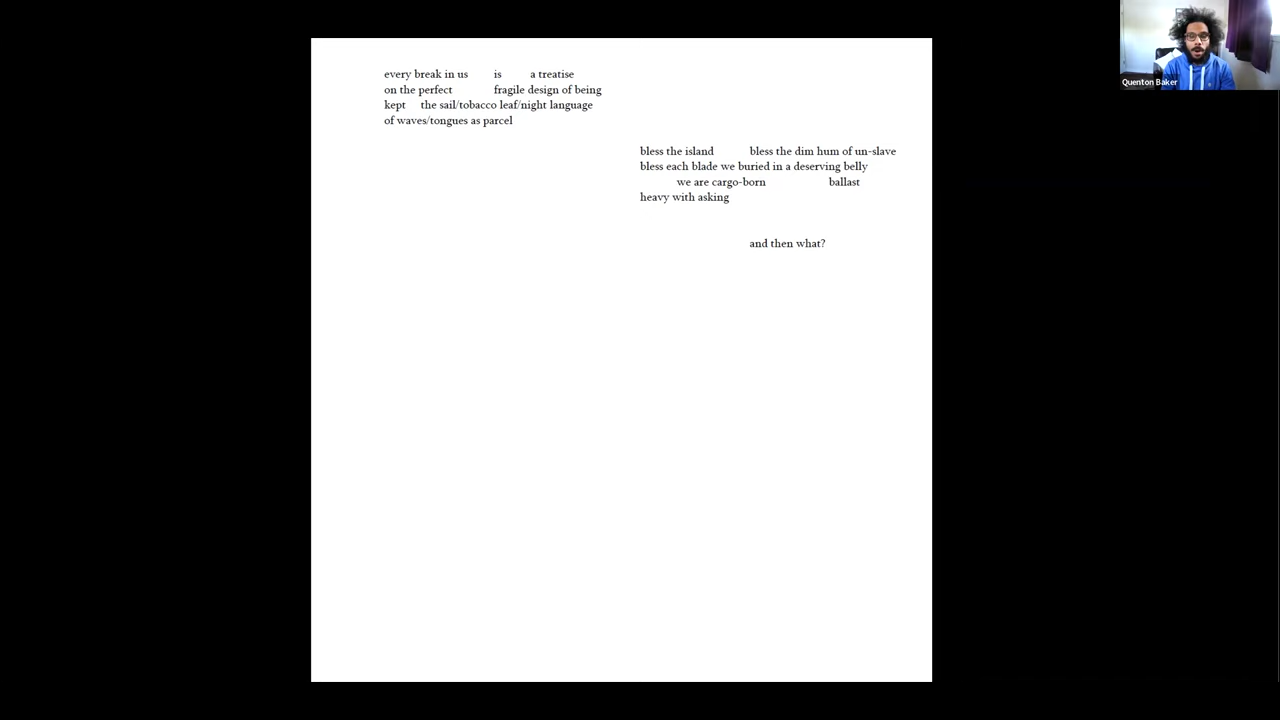 every break in us is a treatise
on the perfect fragile design of being
kept the sail/tobacco leaf/night language
of waves/tongues as parcel
bless the island bless the dim hum of un-slave
bless each blade we buried in a deserving belly
we are cargo-born ballast
heavy with asking
and then what?
Quenton Baker